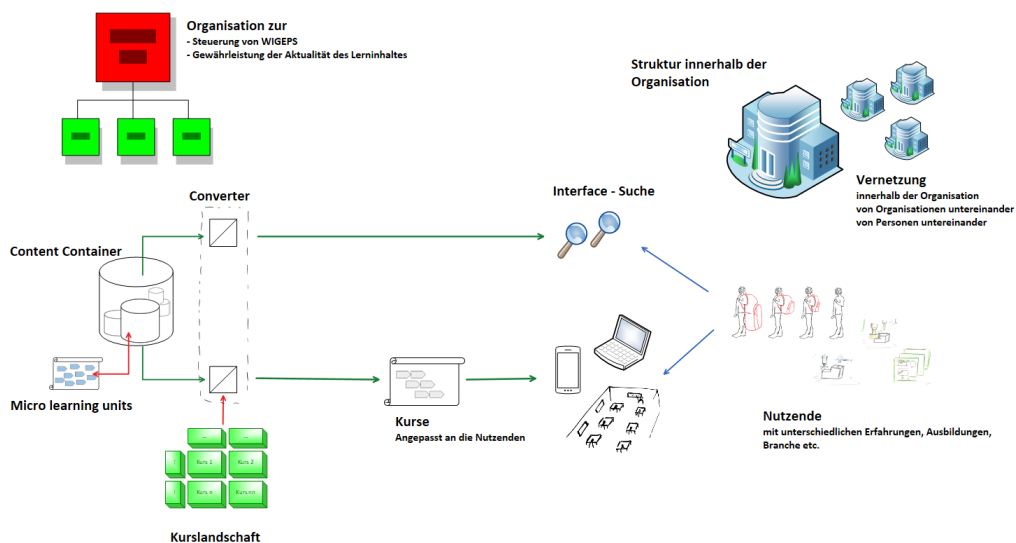 Organisation zur
- Steuerung von WIGEPS
- Gewährleistung der Aktualität des Lerninhaltes
Struktur innerhalb der
Organisation
Vernetzung
innerhalb der Organisation
von Organisationen untereinander
von Personen untereinander
Converter
Interface - Suche
Content Container
Micro learning units
Kurse
Angepasst an die Nutzenden
Nutzende
mit unterschiedlichen Erfahrungen, Ausbildungen,
Branche etc.
... ...
Kurs 1 Kurs 2
Kurs n Kurs nn
Kurslandschaft